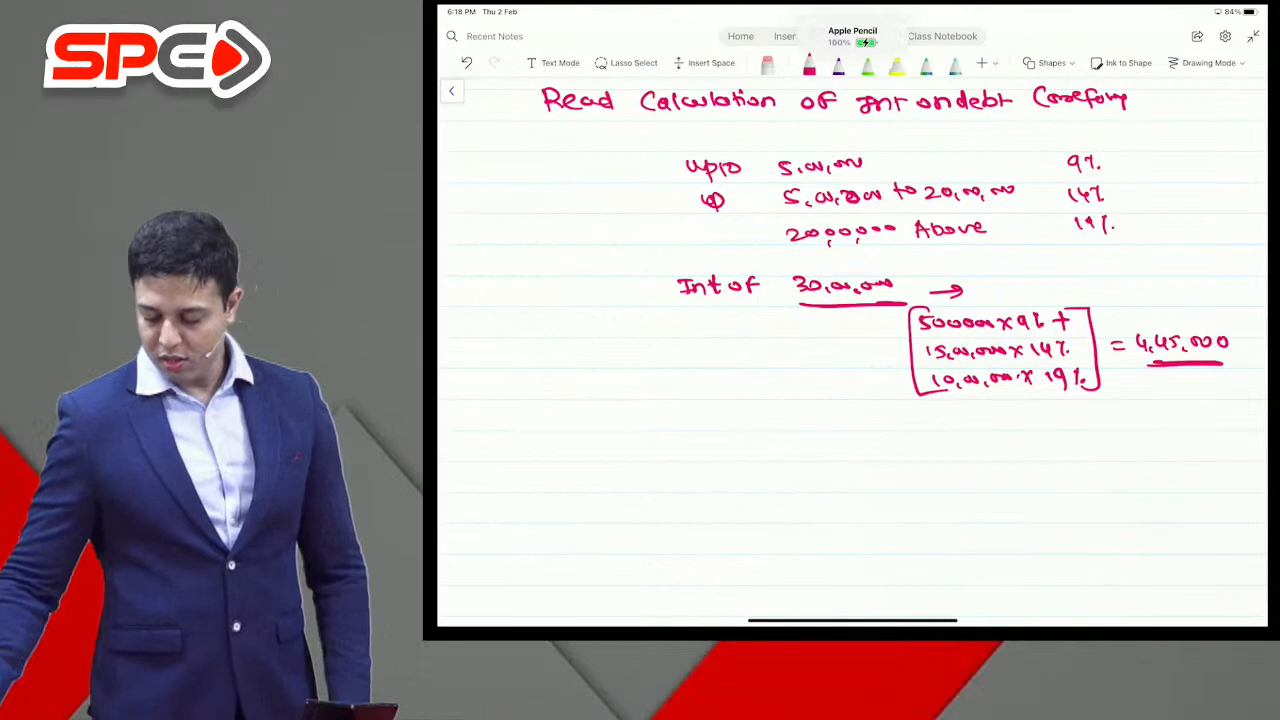 SPC
6:18 PM Thu 2 Feb
84%
Recent Notes
Home Inser Apple Pencil Class Notebook
100%
Text Mode Lasso Select Insert Space Shapes Ink to Shape Drawing Mode
Read Calculation of Int on debt Carefully
upto 5,00,000 9%
5,00,000 to 20,00,000 14%
20,00,000 Above 19%
Int of 30,00,000 →
500000 x 9% +
15,00,000 x 14%
10,00,000 x 19%
= 4,45,000